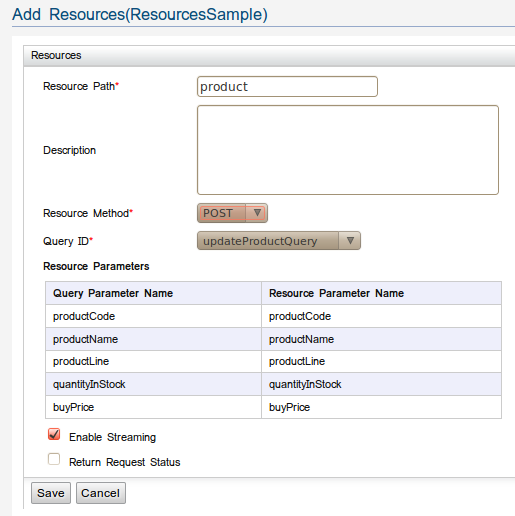 Add Resources(ResourcesSample)
Resources
Resource Path* product
Description
Resource Method* POST
Query ID* updateProductQuery
Resource Parameters
Query Parameter Name Resource Parameter Name
productCode productCode
productName productName
productLine productLine
quantityInStock quantityInStock
buyPrice buyPrice
Enable Streaming
Return Request Status
Save Cancel